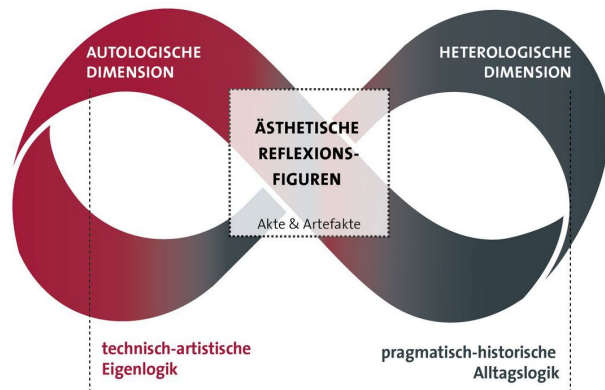 AUTOLOGISCHE
DIMENSION
HETEROLOGISCHE
DIMENSION
ÄSTHETISCHE
REFLEXIONS-
FIGUREN
Akte & Artefakte
technisch-artistische
Eigenlogik
pragmatisch-historische
Alltagslogik